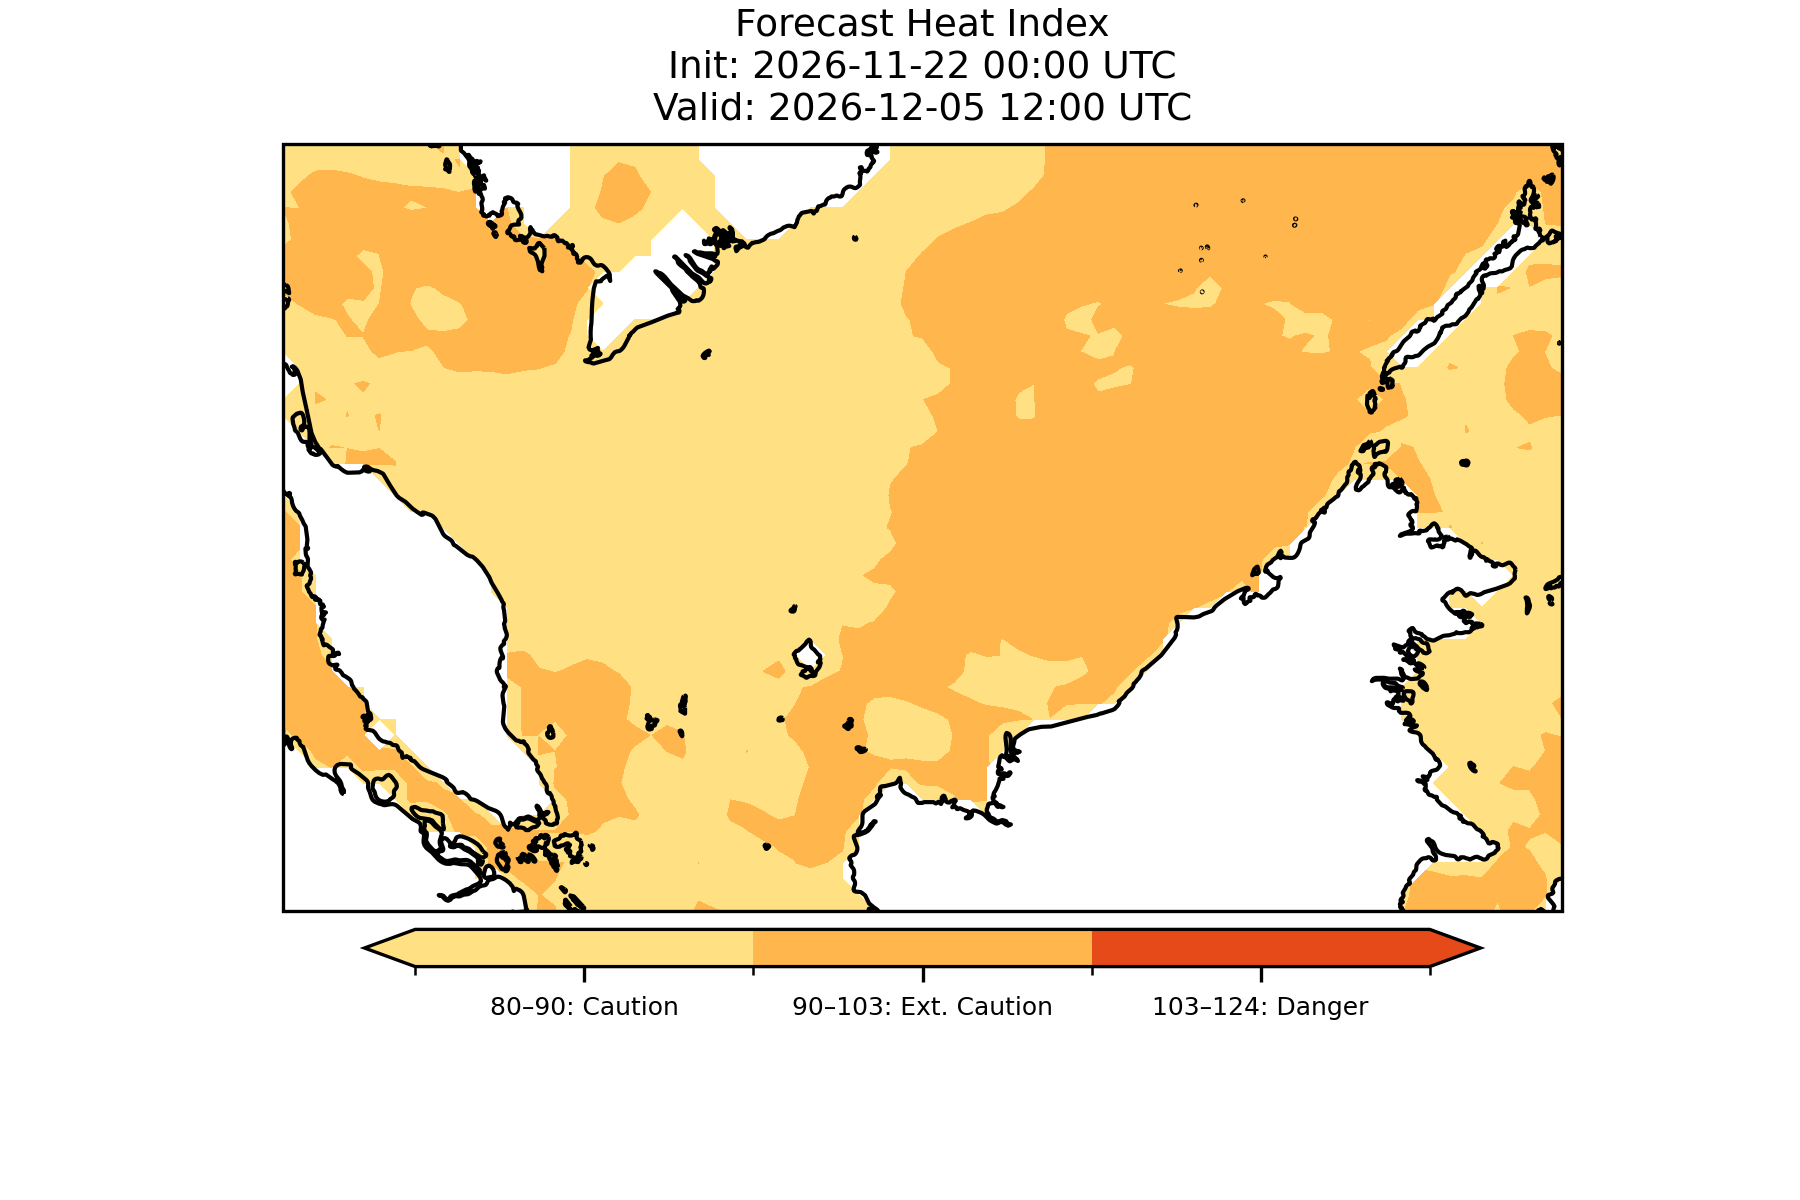 Forecast Heat Index
Init: 2026-11-22 00:00 UTC
Valid: 2026-12-05 12:00 UTC
80–90: Caution
90–103: Ext. Caution
103–124: Danger